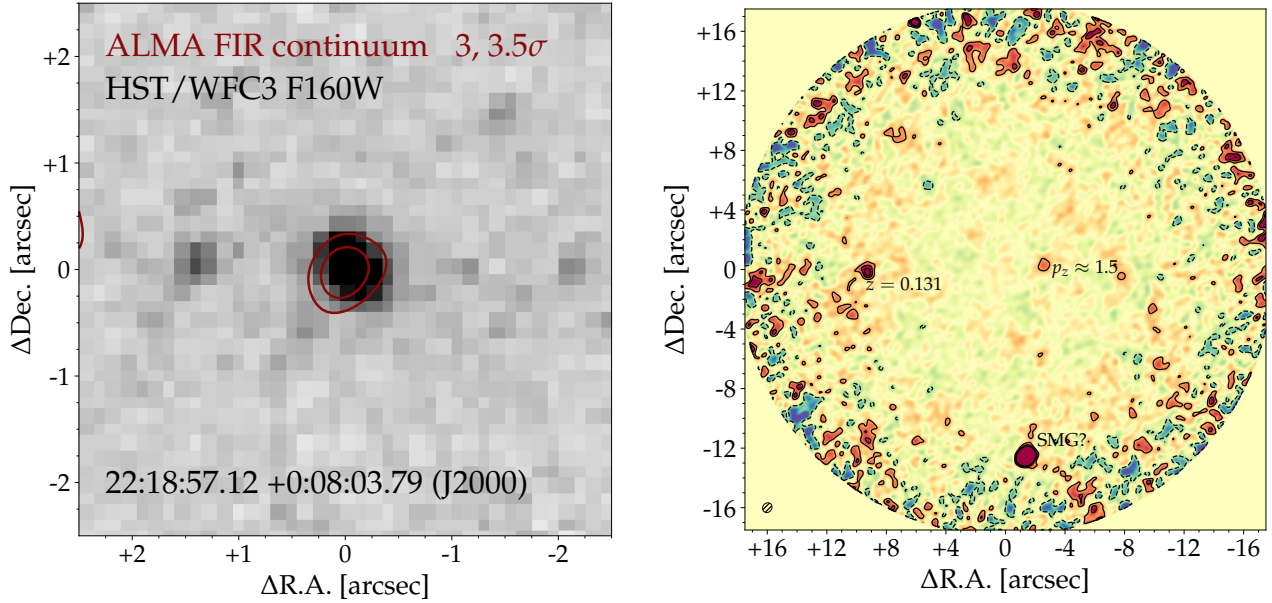 ALMA FIR continuum 3, 3.5σ
HST/WFC3 F160W
22:18:57.12 +0:08:03.79 (J2000)
+2
+1
0
-1
-2
ΔDec. [arcsec]
+2
+1
0
-1
-2
ΔR.A. [arcsec]
+16
+12
+8
+4
0
-4
-8
-12
-16
ΔDec. [arcsec]
z = 0.131
p_z ≈ 1.5
SMG?
+16
+12
+8
+4
0
-4
-8
-12
-16
ΔR.A. [arcsec]